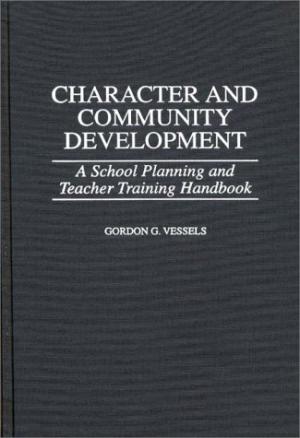 CHARACTER AND
COMMUNITY
DEVELOPMENT
A School Planning and
Teacher Training Handbook
GORDON G. VESSELS